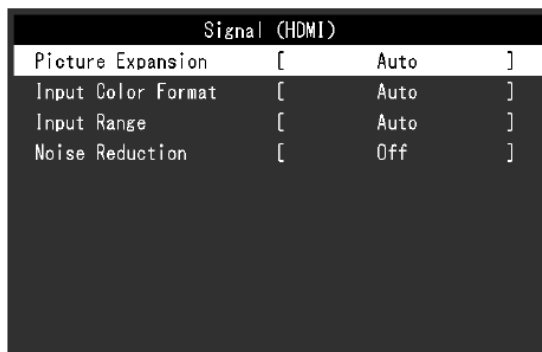 Signal (HDMI)
Picture Expansion [ Auto ]
Input Color Format [ Auto ]
Input Range [ Auto ]
Noise Reduction [ Off ]